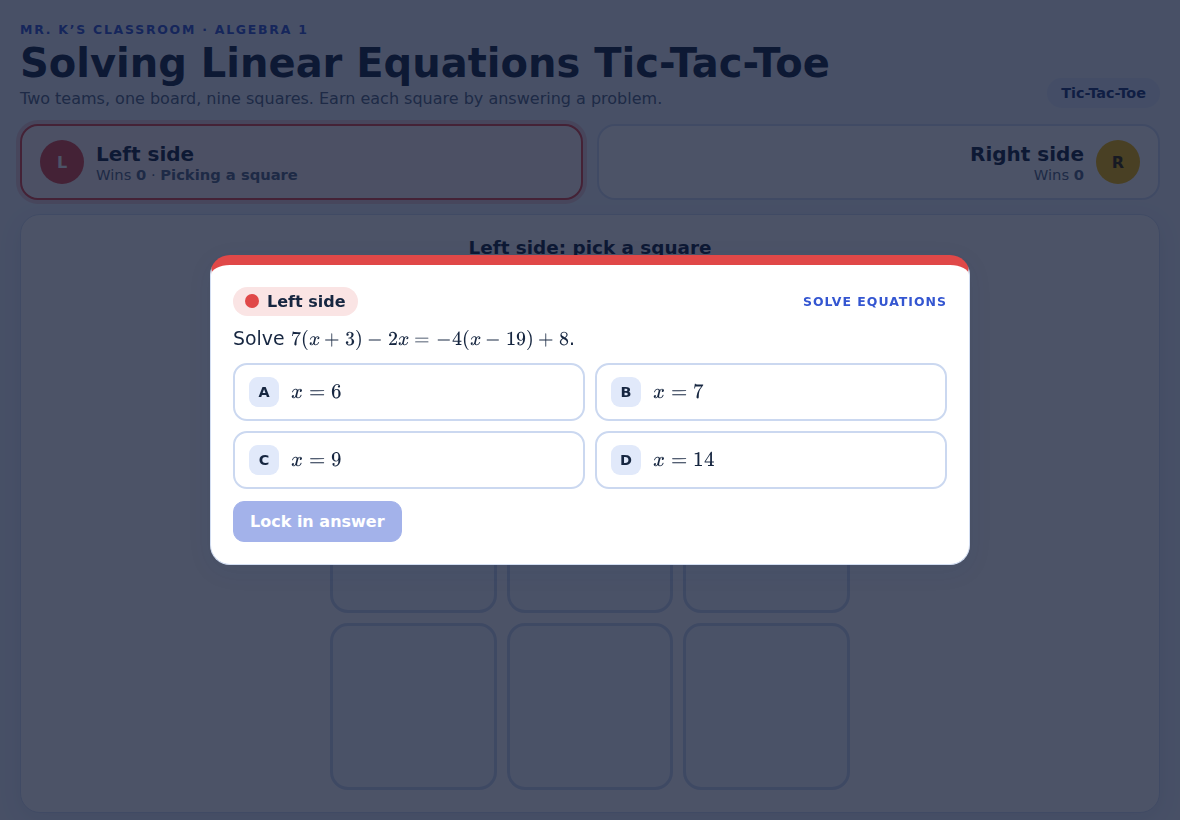 MR. K’S CLASSROOM · ALGEBRA 1
Solving Linear Equations Tic-Tac-Toe
Two teams, one board, nine squares. Earn each square by answering a problem.
Tic-Tac-Toe
L
Left side
Wins 0 · Picking a square
Right side
Wins 0
R
Left side: pick a square
Left side
SOLVE EQUATIONS
Solve 7(x + 3) − 2x = −4(x − 19) + 8.
A x = 6
B x = 7
C x = 9
D x = 14
Lock in answer